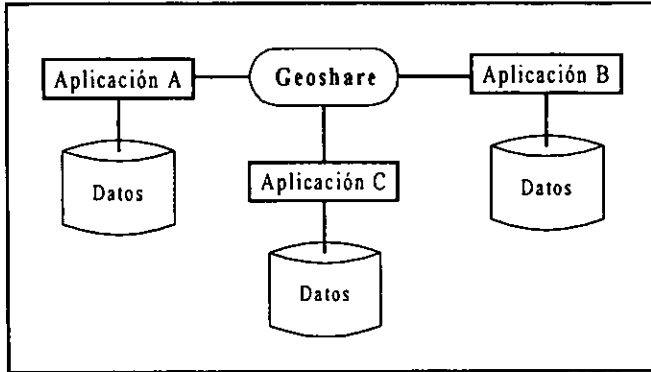 Aplicación A
Geoshare
Aplicación B
Datos
Aplicación C
Datos
Datos